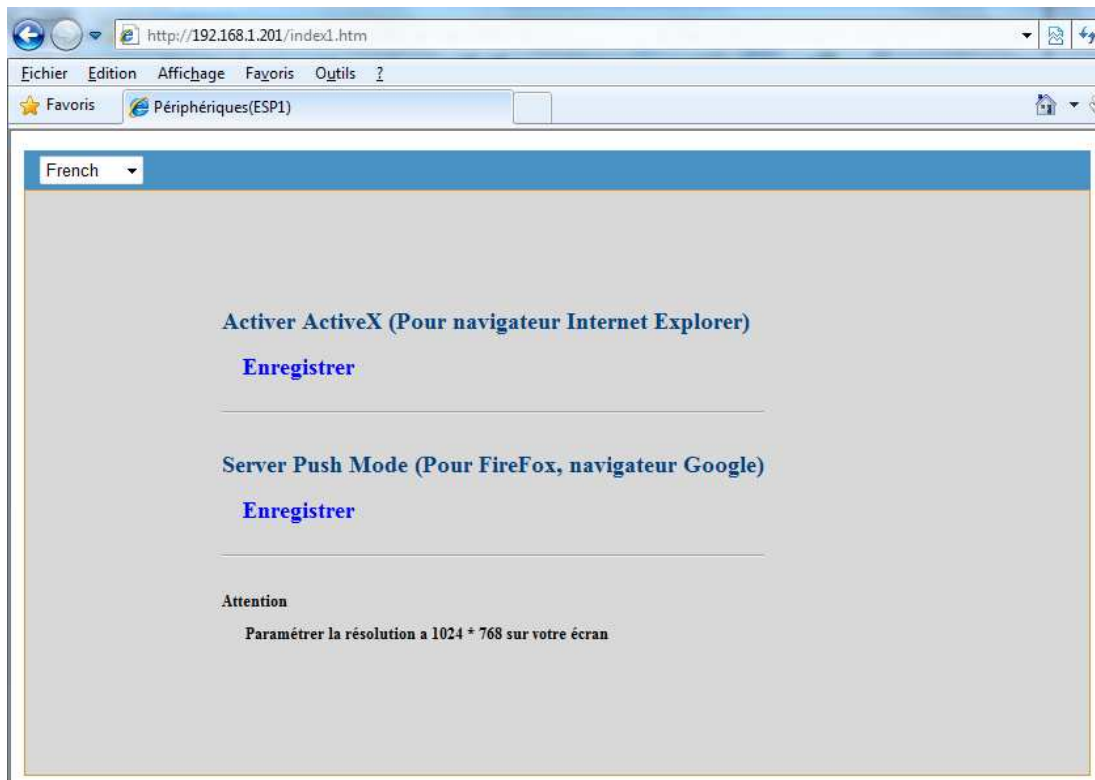 http://192.168.1.201/index1.htm
Fichier Edition Affichage Favoris Outils ?
Favoris Périphériques(ESP1)
French
Activer ActiveX (Pour navigateur Internet Explorer)
Enregistrer
Server Push Mode (Pour FireFox, navigateur Google)
Enregistrer
Attention
Paramétrer la résolution a 1024 * 768 sur votre écran